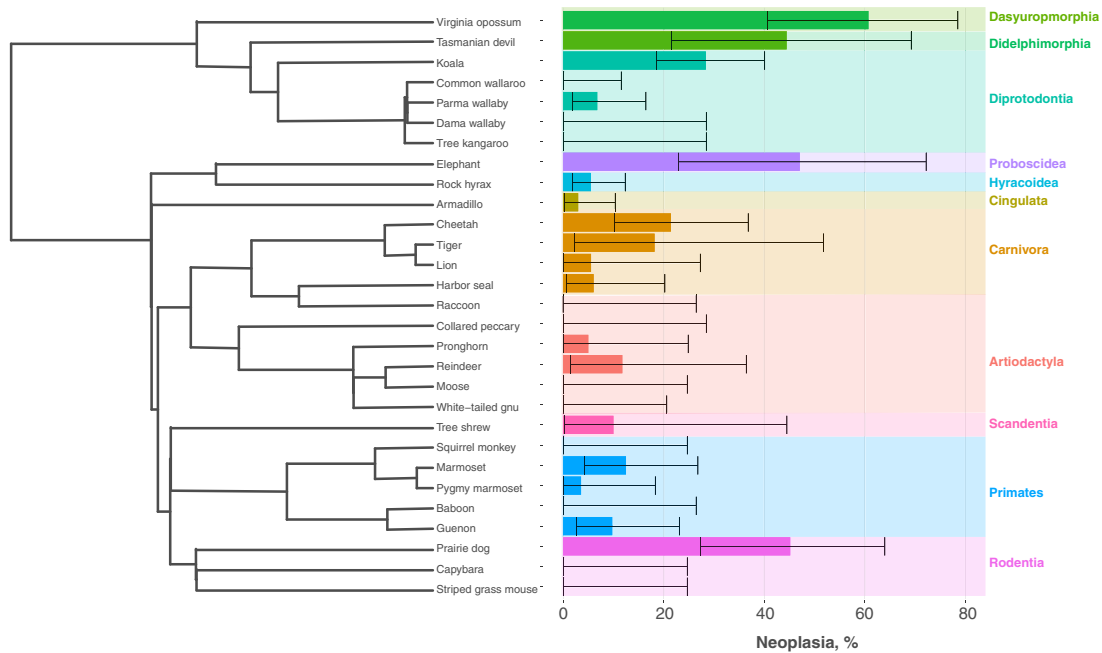 Virginia opossum
Tasmanian devil
Koala
Common wallaroo
Parma wallaby
Dama wallaby
Tree kangaroo
Elephant
Rock hyrax
Armadillo
Cheetah
Tiger
Lion
Harbor seal
Raccoon
Collared peccary
Pronghorn
Reindeer
Moose
White−tailed gnu
Tree shrew
Squirrel monkey
Marmoset
Pygmy marmoset
Baboon
Guenon
Prairie dog
Capybara
Striped grass mouse
Dasyuropmorphia
Didelphimorphia
Diprotodontia
Proboscidea
Hyracoidea
Cingulata
Carnivora
Artiodactyla
Scandentia
Primates
Rodentia
0 20 40 60 80
Neoplasia, %